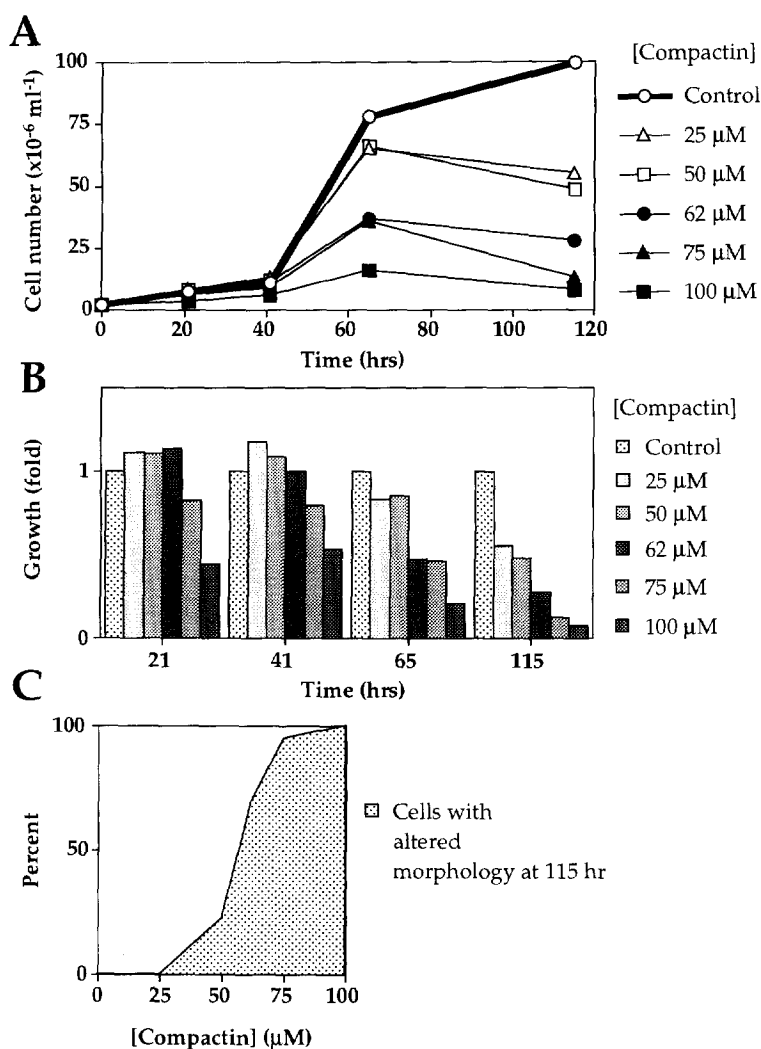 A
[Compactin]
Cell number (x10-6 ml-1)
100
75
50
25
0
0 20 40 60 80 100 120
Time (hrs)
Control
25 µM
50 µM
62 µM
75 µM
100 µM
B
[Compactin]
Growth (fold)
1
0
21 41 65 115
Time (hrs)
Control
25 µM
50 µM
62 µM
75 µM
100 µM
C
Percent
100
50
0
0 25 50 75 100
[Compactin] (µM)
Cells with
altered
morphology at 115 hr